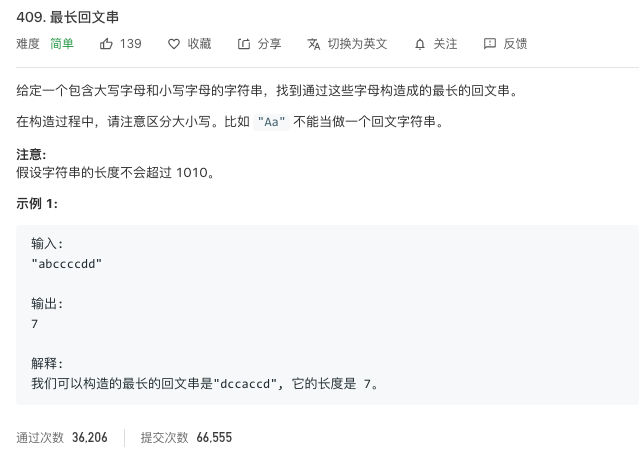 409. 最长回文串
难度 简单 139 收藏 分享 切换为英文 关注 反馈
给定一个包含大写字母和小写字母的字符串，找到通过这些字母构造成的最长的回文串。
在构造过程中，请注意区分大小写。比如 "Aa" 不能当做一个回文字符串。
注意:
假设字符串的长度不会超过 1010。
示例 1:
输入:
"abccccdd"
输出:
7
解释:
我们可以构造的最长的回文串是"dccaccd", 它的长度是 7。
通过次数 36,206 提交次数 66,555